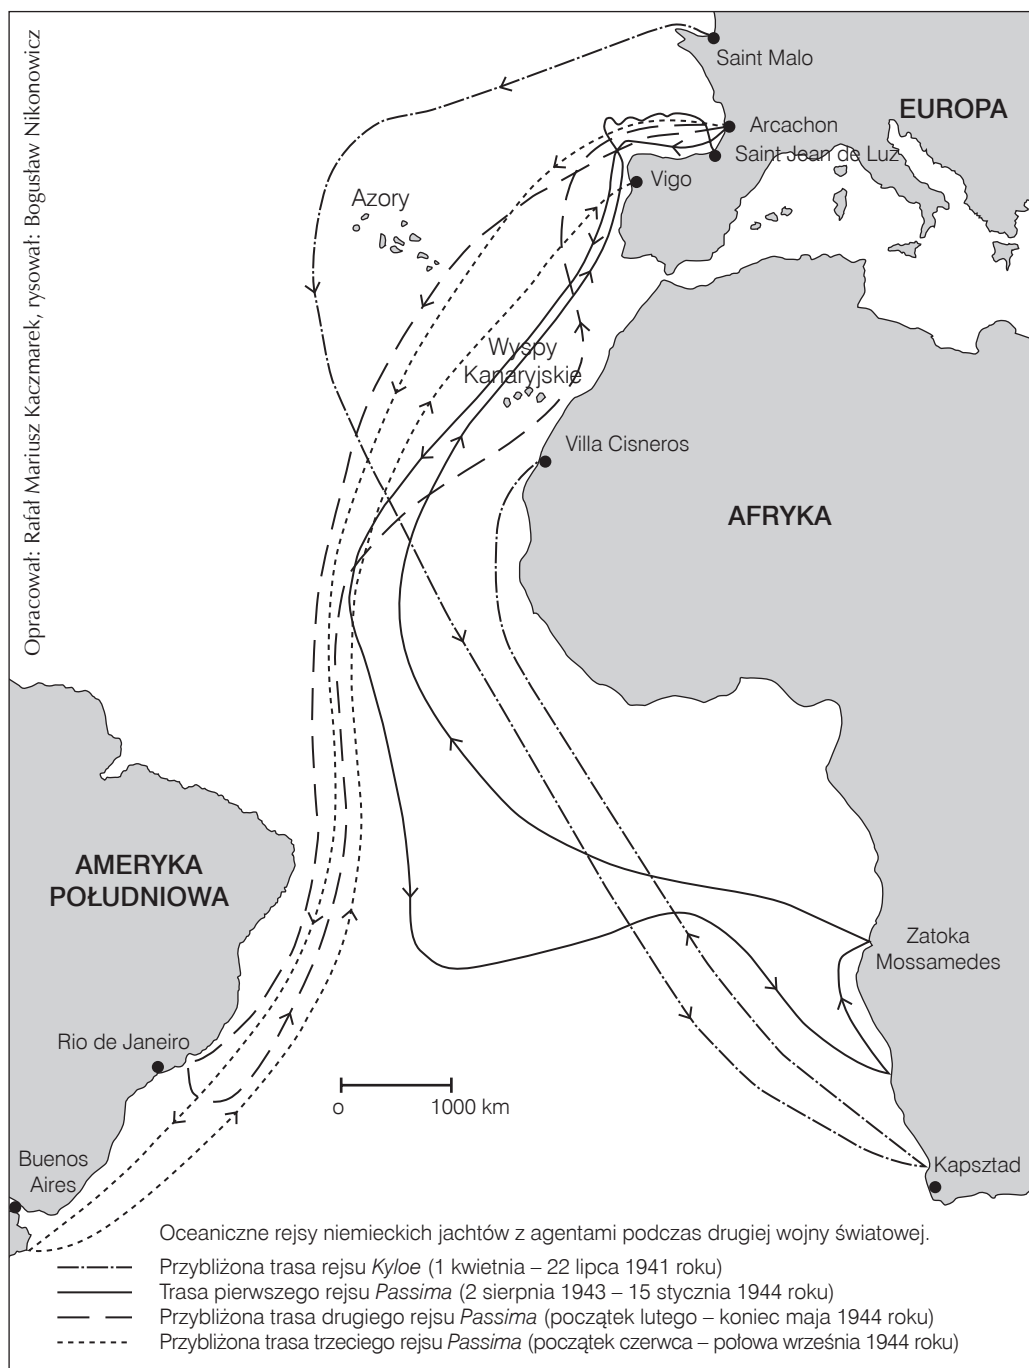 Opracował: Rafał Mariusz Kaczmarek, rysował: Bogusław Nikonowicz
Saint Malo
EUROPA
Arcachon
Saint Jean de Luz
Vigo
Azory
Wyspy
Kanaryjskie
Villa Cisneros
AFRYKA
AMERYKA
POŁUDNIOWA
Zatoka
Mossamedes
Rio de Janeiro
o
1000 km
Buenos
Aires
Kapsztad
Oceaniczne rejsy niemieckich jachtów z agentami podczas drugiej wojny światowej.
Przybliżona trasa rejsu Kyloe (1 kwietnia – 22 lipca 1941 roku)
Trasa pierwszego rejsu Passima (2 sierpnia 1943 – 15 stycznia 1944 roku)
Przybliżona trasa drugiego rejsu Passima (początek lutego – koniec maja 1944 roku)
Przybliżona trasa trzeciego rejsu Passima (początek czerwca – połowa września 1944 roku)